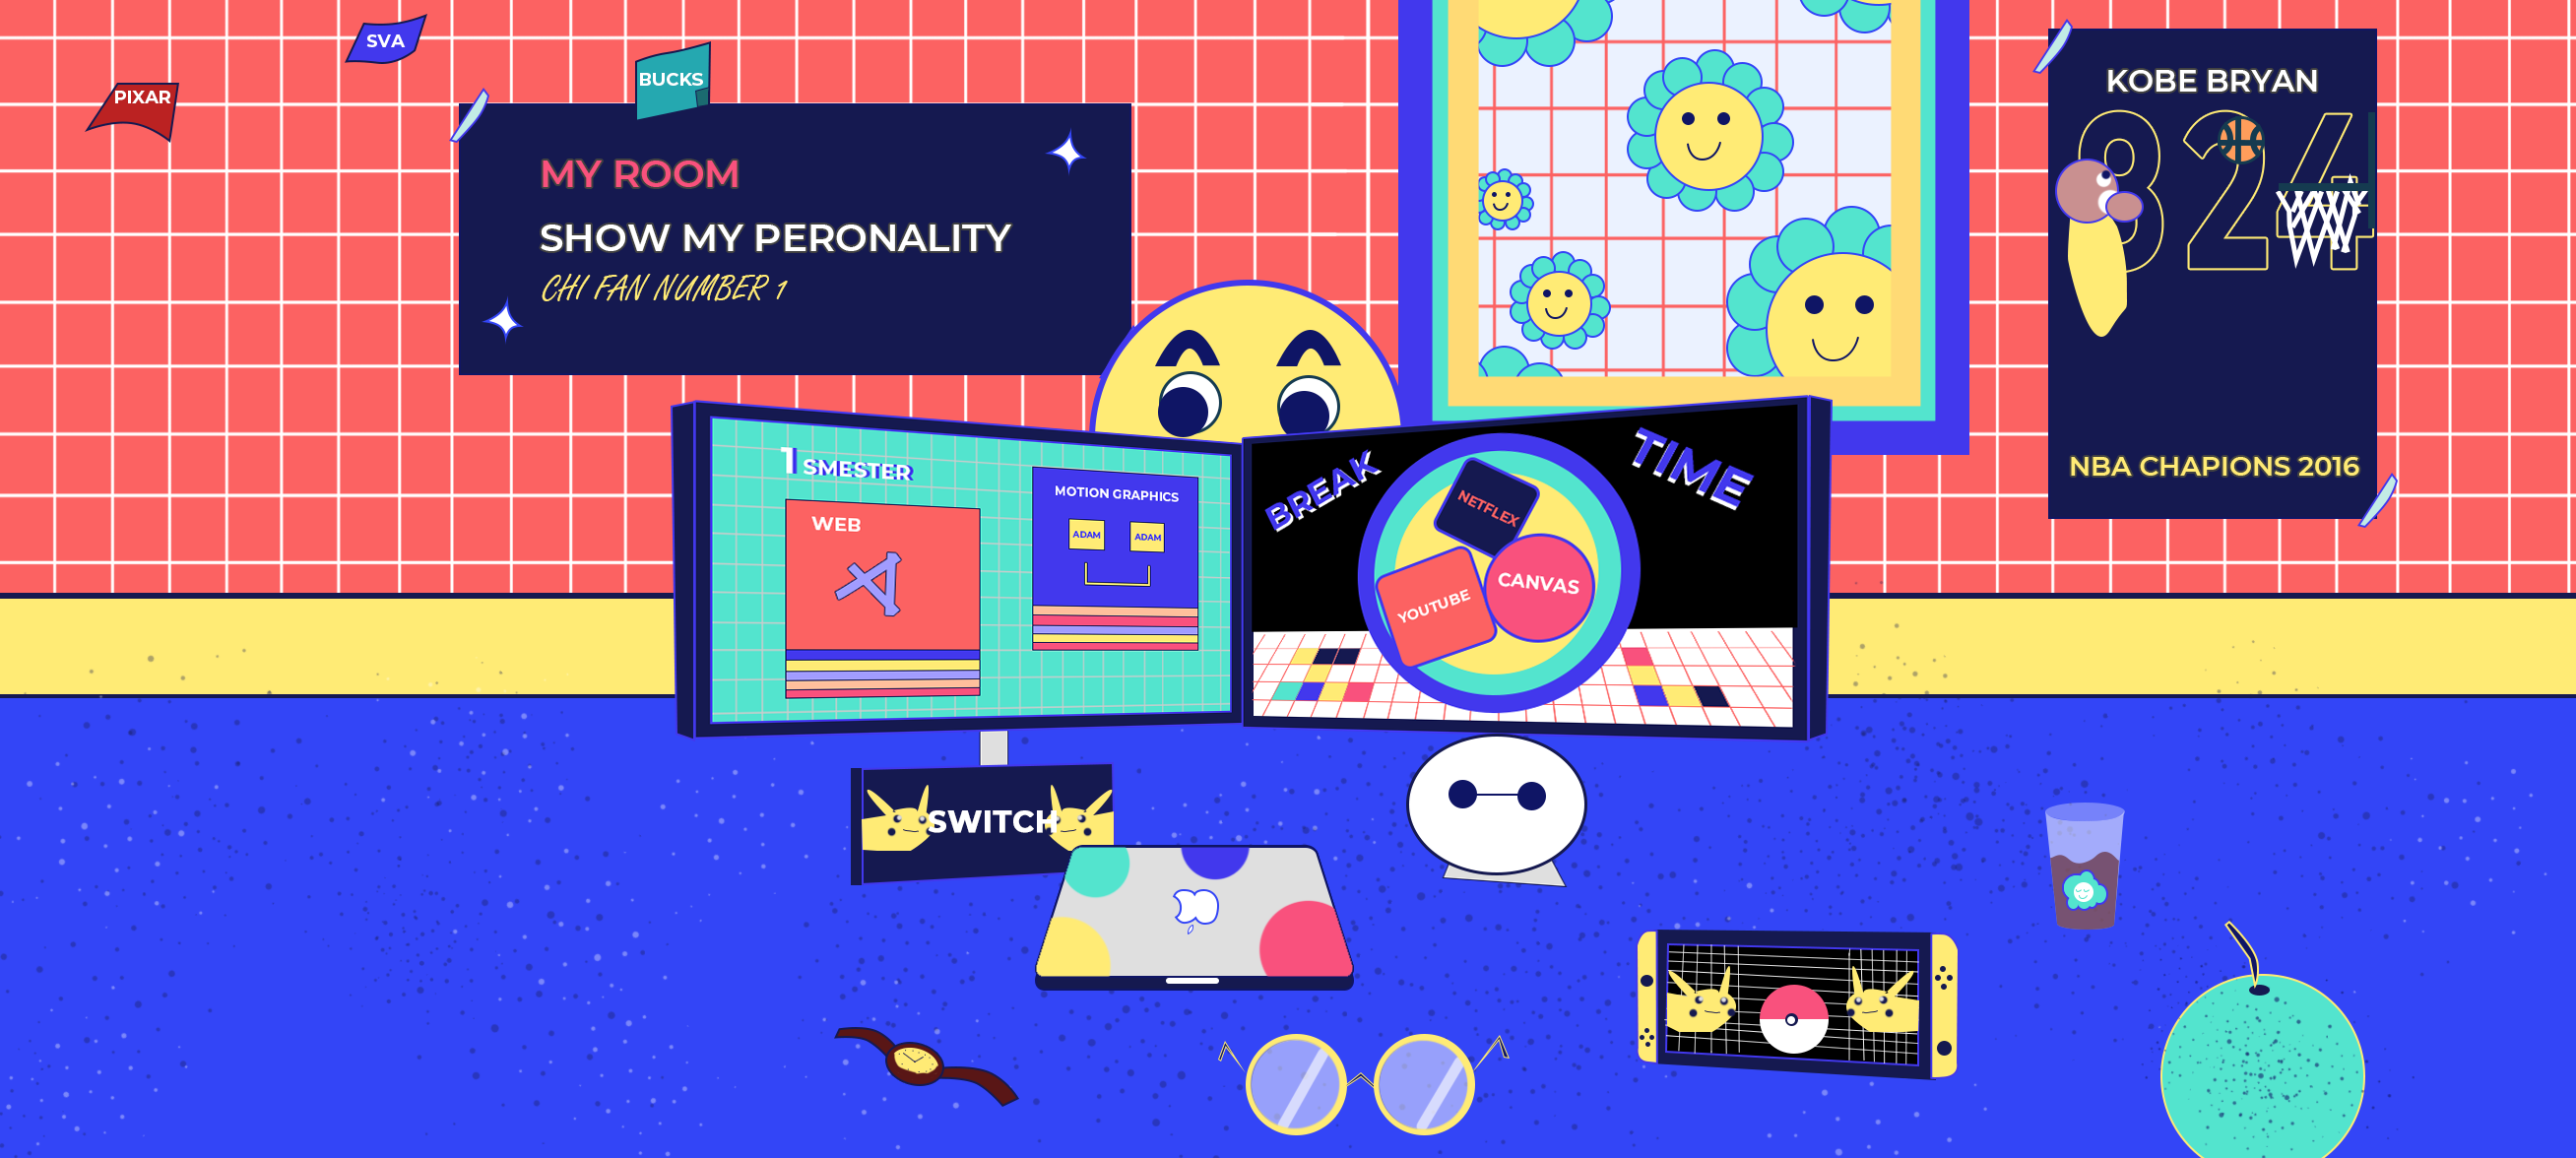 SVA
PIXAR
BUCKS
MY ROOM
SHOW MY PERONALITY
CHI FAN NUMBER 1
KOBE BRYAN
824
NBA CHAPIONS 2016
1 SMESTER
WEB
MOTION GRAPHICS
ADAM ADAM
BREAK TIME
NETFLEX
CANVAS
YOUTUBE
SWITCH